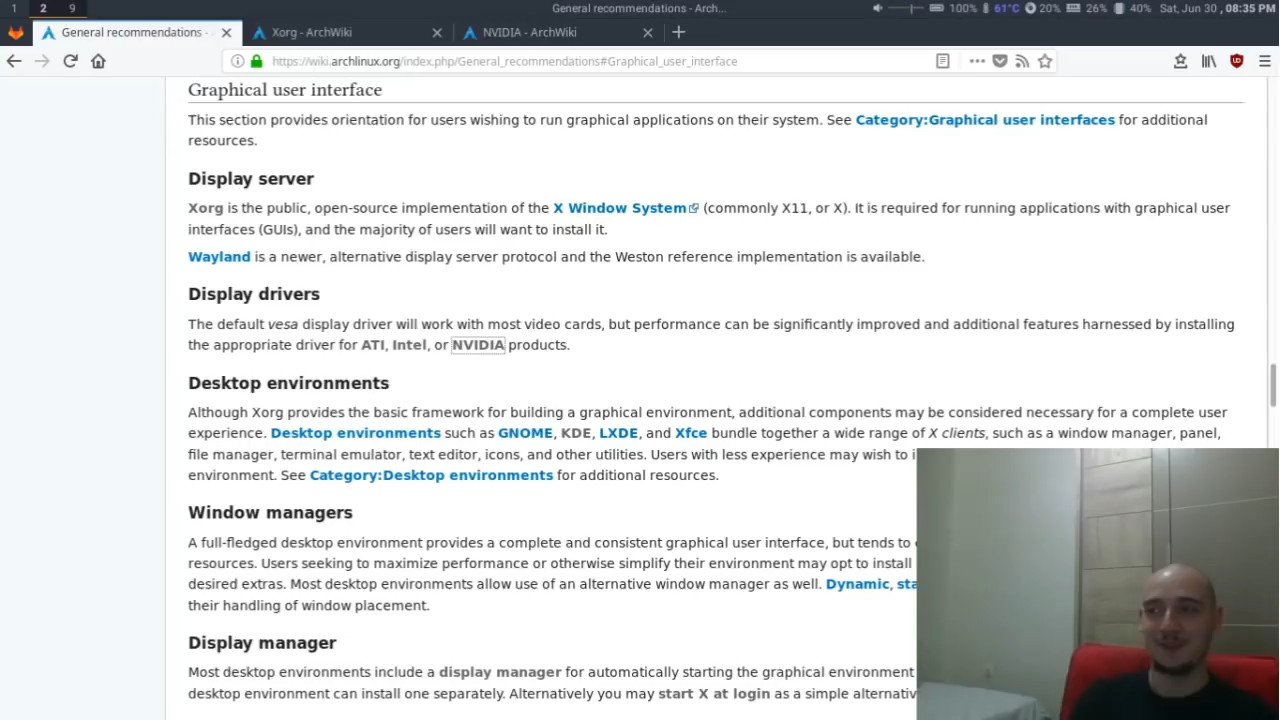 1 2 9 General recommendations - Arch... 100% 61°C 20% 26% 40% Sat, Jun 30 , 08:35 PM
General recommendations - Xorg - ArchWiki NVIDIA - ArchWiki
https://wiki.archlinux.org/index.php/General_recommendations#Graphical_user_interface
Graphical user interface
This section provides orientation for users wishing to run graphical applications on their system. See Category:Graphical user interfaces for additional
resources.
Display server
Xorg is the public, open-source implementation of the X Window System (commonly X11, or X). It is required for running applications with graphical user
interfaces (GUIs), and the majority of users will want to install it.
Wayland is a newer, alternative display server protocol and the Weston reference implementation is available.
Display drivers
The default vesa display driver will work with most video cards, but performance can be significantly improved and additional features harnessed by installing
the appropriate driver for ATI, Intel, or NVIDIA products.
Desktop environments
Although Xorg provides the basic framework for building a graphical environment, additional components may be considered necessary for a complete user
experience. Desktop environments such as GNOME, KDE, LXDE, and Xfce bundle together a wide range of X clients, such as a window manager, panel,
file manager, terminal emulator, text editor, icons, and other utilities. Users with less experience may wish to
environment. See Category:Desktop environments for additional resources.
Window managers
A full-fledged desktop environment provides a complete and consistent graphical user interface, but tends to
resources. Users seeking to maximize performance or otherwise simplify their environment may opt to install
desired extras. Most desktop environments allow use of an alternative window manager as well. Dynamic,
their handling of window placement.
Display manager
Most desktop environments include a display manager for automatically starting the graphical environment
desktop environment can install one separately. Alternatively you may start X at login as a simple